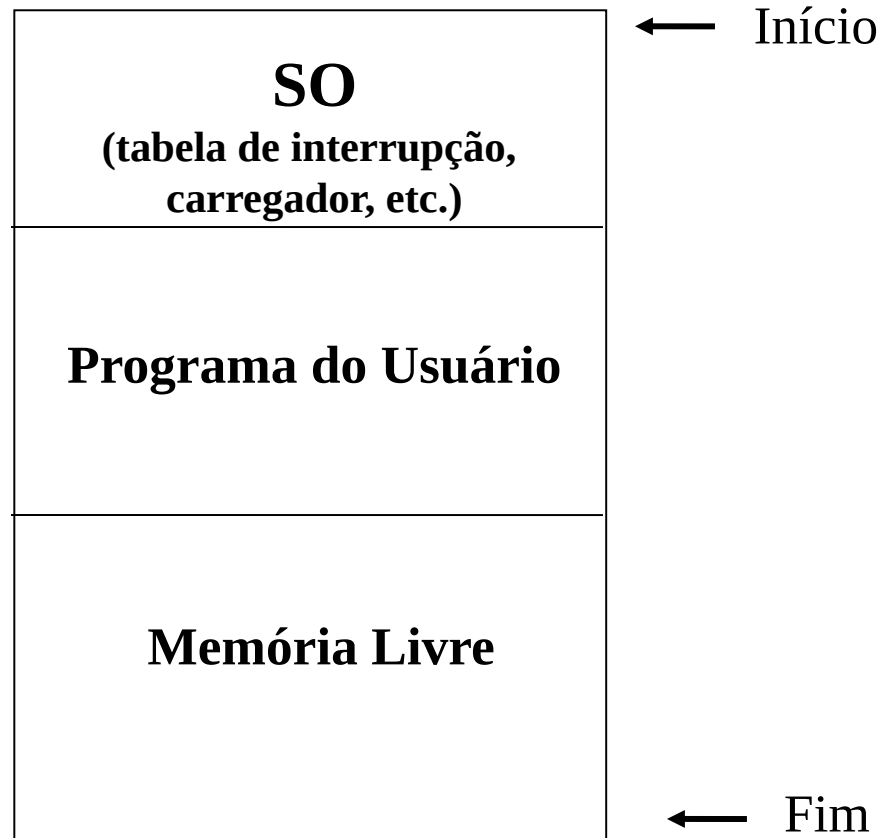 Início
SO
(tabela de interrupção,
carregador, etc.)
Programa do Usuário
Memória Livre
Fim